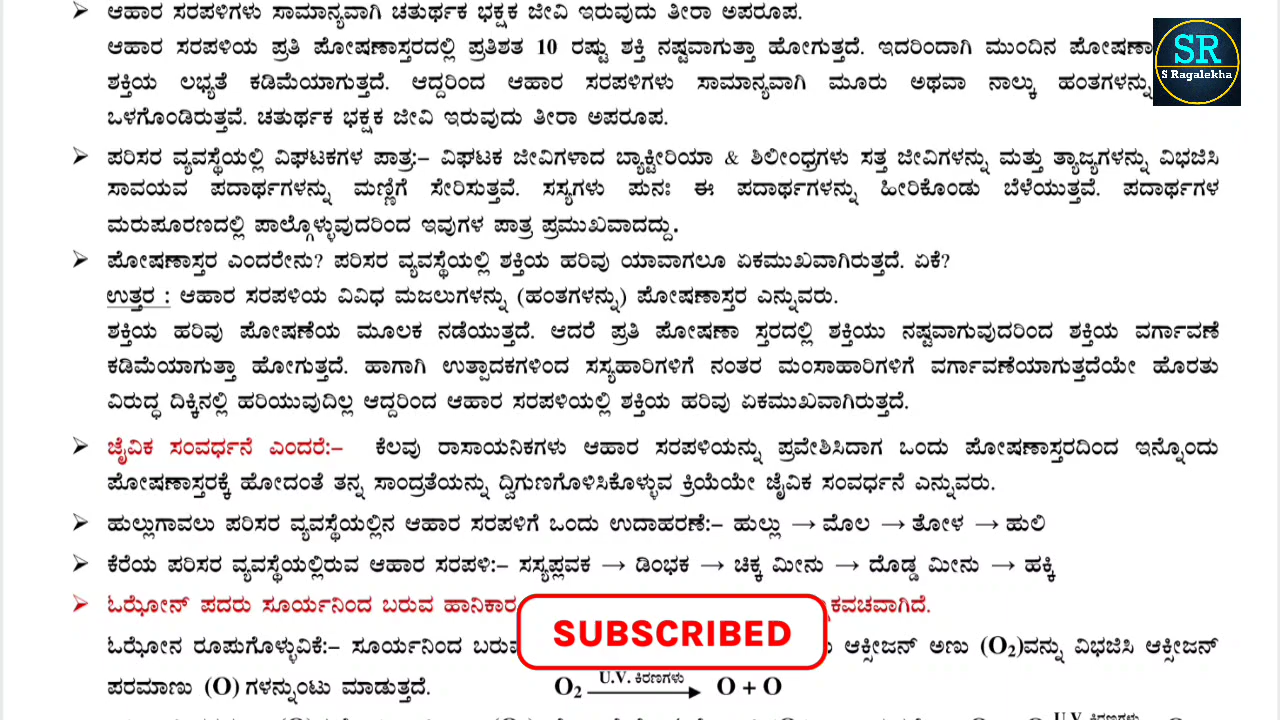 ➢ ಆಹಾರ ಸರಪಳಿಗಳು ಸಾಮಾನ್ಯವಾಗಿ ಚತುರ್ಥಕ ಭಕ್ಷಕ ಜೀವಿ ಇರುವುದು ತೀರಾ ಅಪರೂಪ.
ಆಹಾರ ಸರಪಳಿಯ ಪ್ರತಿ ಪೋಷಣಾಸ್ತರದಲ್ಲಿ ಪ್ರತಿಶತ 10 ರಷ್ಟು ಶಕ್ತಿ ನಷ್ಟವಾಗುತ್ತಾ ಹೋಗುತ್ತದೆ. ಇದರಿಂದಾಗಿ ಮುಂದಿನ ಪೋಷಣಾ
SR
S Ragalekha
ಶಕ್ತಿಯ ಲಭ್ಯತೆ ಕಡಿಮೆಯಾಗುತ್ತದೆ. ಆದ್ದರಿಂದ ಆಹಾರ ಸರಪಳಿಗಳು ಸಾಮಾನ್ಯವಾಗಿ ಮೂರು ಅಥವಾ ನಾಲ್ಕು ಹಂತಗಳನ್ನು
ಒಳಗೊಂಡಿರುತ್ತವೆ. ಚತುರ್ಥಕ ಭಕ್ಷಕ ಜೀವಿ ಇರುವುದು ತೀರಾ ಅಪರೂಪ.
➢ ಪರಿಸರ ವ್ಯವಸ್ಥೆಯಲ್ಲಿ ವಿಘಟಕಗಳ ಪಾತ್ರ:– ವಿಘಟಕ ಜೀವಿಗಳಾದ ಬ್ಯಾಕ್ಟೀರಿಯಾ & ಶಿಲೀಂಧ್ರಗಳು ಸತ್ತ ಜೀವಿಗಳನ್ನು ಮತ್ತು ತ್ಯಾಜ್ಯಗಳನ್ನು ವಿಭಜಿಸಿ
ಸಾವಯವ ಪದಾರ್ಥಗಳನ್ನು ಮಣ್ಣಿಗೆ ಸೇರಿಸುತ್ತವೆ. ಸಸ್ಯಗಳು ಪುನಃ ಈ ಪದಾರ್ಥಗಳನ್ನು ಹೀರಿಕೊಂಡು ಬೆಳೆಯುತ್ತವೆ. ಪದಾರ್ಥಗಳ
ಮರುಪೂರಣದಲ್ಲಿ ಪಾಲ್ಗೊಳ್ಳುವುದರಿಂದ ಇವುಗಳ ಪಾತ್ರ ಪ್ರಮುಖವಾದದ್ದು.
➢ ಪೋಷಣಾಸ್ತರ ಎಂದರೇನು? ಪರಿಸರ ವ್ಯವಸ್ಥೆಯಲ್ಲಿ ಶಕ್ತಿಯ ಹರಿವು ಯಾವಾಗಲೂ ಏಕಮುಖವಾಗಿರುತ್ತದೆ. ಏಕೆ?
ಉತ್ತರ : ಆಹಾರ ಸರಪಳಿಯ ವಿವಿಧ ಮಜಲುಗಳನ್ನು (ಹಂತಗಳನ್ನು) ಪೋಷಣಾಸ್ತರ ಎನ್ನುವರು.
ಶಕ್ತಿಯ ಹರಿವು ಪೋಷಣೆಯ ಮೂಲಕ ನಡೆಯುತ್ತದೆ. ಆದರೆ ಪ್ರತಿ ಪೋಷಣಾ ಸ್ತರದಲ್ಲಿ ಶಕ್ತಿಯು ನಷ್ಟವಾಗುವುದರಿಂದ ಶಕ್ತಿಯ ವರ್ಗಾವಣೆ
ಕಡಿಮೆಯಾಗುತ್ತಾ ಹೋಗುತ್ತದೆ. ಹಾಗಾಗಿ ಉತ್ಪಾದಕಗಳಿಂದ ಸಸ್ಯಹಾರಿಗಳಿಗೆ ನಂತರ ಮಂಸಾಹಾರಿಗಳಿಗೆ ವರ್ಗಾವಣೆಯಾಗುತ್ತದೆಯೇ ಹೊರತು
ವಿರುದ್ಧ ದಿಕ್ಕಿನಲ್ಲಿ ಹರಿಯುವುದಿಲ್ಲ ಆದ್ದರಿಂದ ಆಹಾರ ಸರಪಳಿಯಲ್ಲಿ ಶಕ್ತಿಯ ಹರಿವು ಏಕಮುಖವಾಗಿರುತ್ತದೆ.
➢ ಜೈವಿಕ ಸಂವರ್ಧನೆ ಎಂದರೆ:– ಕೆಲವು ರಾಸಾಯನಿಕಗಳು ಆಹಾರ ಸರಪಳಿಯನ್ನು ಪ್ರವೇಶಿಸಿದಾಗ ಒಂದು ಪೋಷಣಾಸ್ತರದಿಂದ ಇನ್ನೊಂದು
ಪೋಷಣಾಸ್ತರಕ್ಕೆ ಹೋದಂತೆ ತನ್ನ ಸಾಂದ್ರತೆಯನ್ನು ದ್ವಿಗುಣಗೊಳಿಸಿಕೊಳ್ಳುವ ಕ್ರಿಯೆಯೇ ಜೈವಿಕ ಸಂವರ್ಧನೆ ಎನ್ನುವರು.
➢ ಹುಲ್ಲುಗಾವಲು ಪರಿಸರ ವ್ಯವಸ್ಥೆಯಲ್ಲಿನ ಆಹಾರ ಸರಪಳಿಗೆ ಒಂದು ಉದಾಹರಣೆ:– ಹುಲ್ಲು → ಮೊಲ → ತೋಳ → ಹುಲಿ
➢ ಕೆರೆಯ ಪರಿಸರ ವ್ಯವಸ್ಥೆಯಲ್ಲಿರುವ ಆಹಾರ ಸರಪಳಿ:– ಸಸ್ಯಪ್ಲವಕ → ಡಿಂಭಕ → ಚಿಕ್ಕ ಮೀನು → ದೊಡ್ಡ ಮೀನು → ಹಕ್ಕಿ
➢ ಓಝೋನ್ ಪದರು ಸೂರ್ಯನಿಂದ ಬರುವ ಹಾನಿಕಾರ ಕವಚವಾಗಿದೆ.
SUBSCRIBED
ಓಝೋನ ರೂಪುಗೊಳ್ಳುವಿಕೆ:– ಸೂರ್ಯನಿಂದ ಆಕ್ಸೀಜನ್ ಅಣು (O₂)ವನ್ನು ವಿಭಜಿಸಿ ಆಕ್ಸೀಜನ್
ಪರಮಾಣು (O) ಗಳನ್ನುಂಟು ಮಾಡುತ್ತದೆ. O₂ U.V. ಕಿರಣಗಳು → O + O
U.V. ಕಿರಣಗಳು